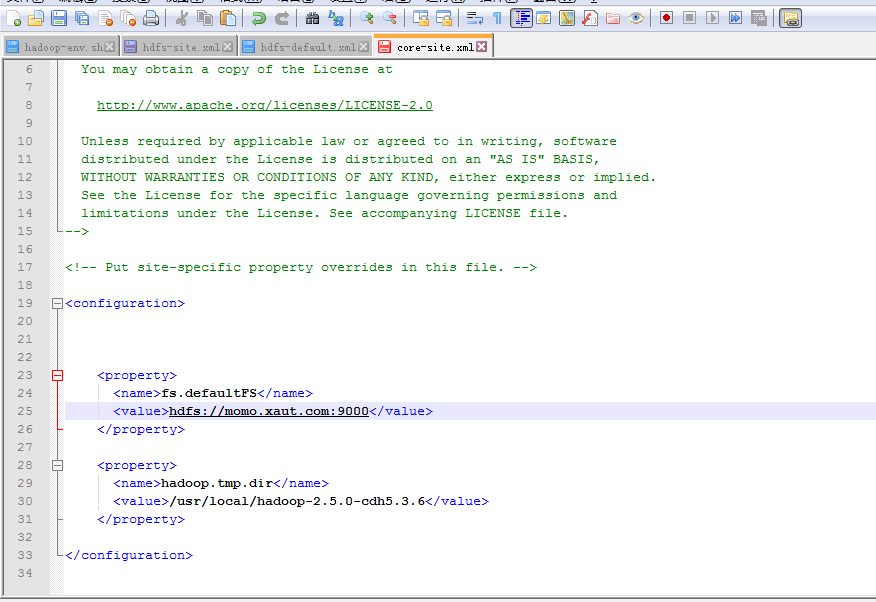 hadoop-env.sh hdfs-site.xml hdfs-default.xml core-site.xml
6 You may obtain a copy of the License at
7
8 http://www.apache.org/licenses/LICENSE-2.0
9
10 Unless required by applicable law or agreed to in writing, software
11 distributed under the License is distributed on an "AS IS" BASIS,
12 WITHOUT WARRANTIES OR CONDITIONS OF ANY KIND, either express or implied.
13 See the License for the specific language governing permissions and
14 limitations under the License. See accompanying LICENSE file.
15 -->
16
17 <!-- Put site-specific property overrides in this file. -->
18
19 <configuration>
20
21
22
23 <property>
24 <name>fs.defaultFS</name>
25 <value>hdfs://momo.xaut.com:9000</value>
26 </property>
27
28 <property>
29 <name>hadoop.tmp.dir</name>
30 <value>/usr/local/hadoop-2.5.0-cdh5.3.6</value>
31 </property>
32
33 </configuration>
34